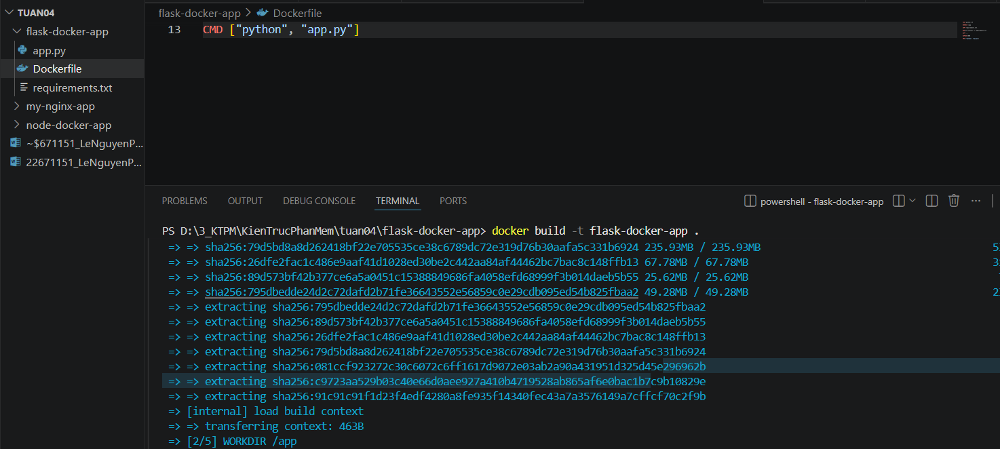 TUAN04
flask-docker-app
app.py
Dockerfile
requirements.txt
my-nginx-app
node-docker-app
~$671151_LeNguyenP...
22671151_LeNguyenP...
flask-docker-app > Dockerfile
13 CMD ["python", "app.py"]
PROBLEMS OUTPUT DEBUG CONSOLE TERMINAL PORTS
powershell - flask-docker-app
PS D:\3_KTPM\KienTrucPhanMem\tuan04\flask-docker-app> docker build -t flask-docker-app .
=> => sha256:79d5bd8a8d262418bf22e705535ce38c6789dc72e319d76b30aafa5c331b6924 235.93MB / 235.93MB
=> => sha256:26dfe2fac1c486e9aaf41d1028ed30be2c442aa84af44462bc7bac8c148ffb13 67.78MB / 67.78MB
=> => sha256:89d573bf42b377ce6a5a0451c15388849686fa4058efd68999f3b014daeb5b55 25.62MB / 25.62MB
=> => sha256:795dbedde24d2c72dafd2b71fe36643552e56859c0e29cdb095ed54b825fbaa2 49.28MB / 49.28MB
=> => extracting sha256:795dbedde24d2c72dafd2b71fe36643552e56859c0e29cdb095ed54b825fbaa2
=> => extracting sha256:89d573bf42b377ce6a5a0451c15388849686fa4058efd68999f3b014daeb5b55
=> => extracting sha256:26dfe2fac1c486e9aaf41d1028ed30be2c442aa84af44462bc7bac8c148ffb13
=> => extracting sha256:79d5bd8a8d262418bf22e705535ce38c6789dc72e319d76b30aafa5c331b6924
=> => extracting sha256:081ccf923272c30c6072c6ff1617d9072e03ab2a90a431951d325d45e296962b
=> => extracting sha256:c9723aa529b03c40e66d0aee927a410b4719528ab865af6e0bac1b7c9b10829e
=> => extracting sha256:91c91c91f1d23f4edf4280a8fe935f14340fec43a7a3576149a7cffcf70c2f9b
=> [internal] load build context
=> => transferring context: 463B
=> [2/5] WORKDIR /app